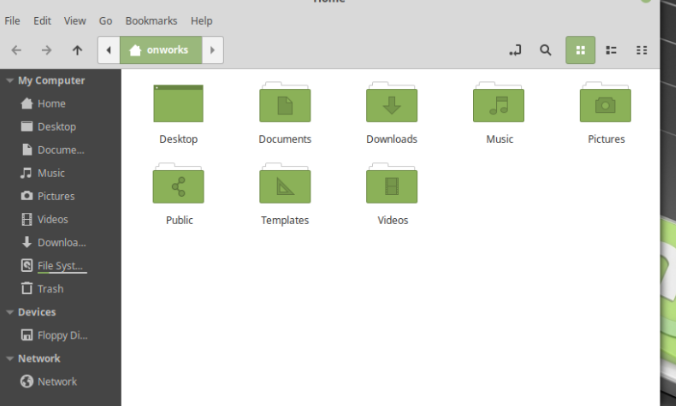 Home
File Edit View Go Bookmarks Help
onworks
My Computer
Home
Desktop
Docume...
Music
Pictures
Videos
Downloa...
File Syst...
Trash
Devices
Floppy Di...
Network
Network
Desktop Documents Downloads Music Pictures
Public Templates Videos